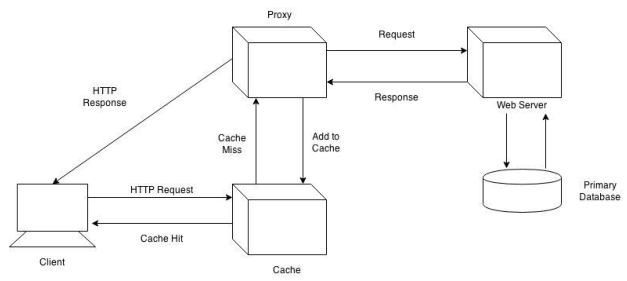 Proxy
Request
HTTP
Response
Response
Web Server
Cache
Miss
Add to
Cache
HTTP Request
Primary
Database
Cache Hit
Client
Cache